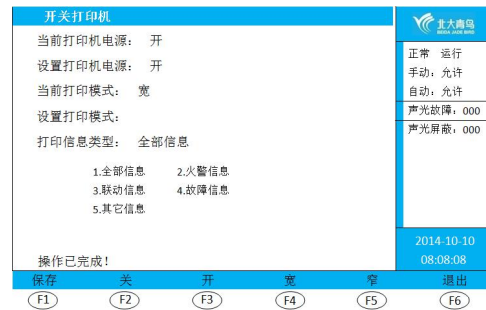 开关打印机
当前打印机电源： 开
设置打印机电源： 开
当前打印模式： 宽
设置打印模式：
打印信息类型： 全部信息
1.全部信息 2.火警信息
3.联动信息 4.故障信息
5.其它信息
操作已完成！
北大青鸟
BEIDA JADE BIRD
正常 运行
手动：允许
自动：允许
声光故障：000
声光屏蔽：000
2014-10-10
08:08:08
保存 关 开 宽 窄 退出
F1 F2 F3 F4 F5 F6